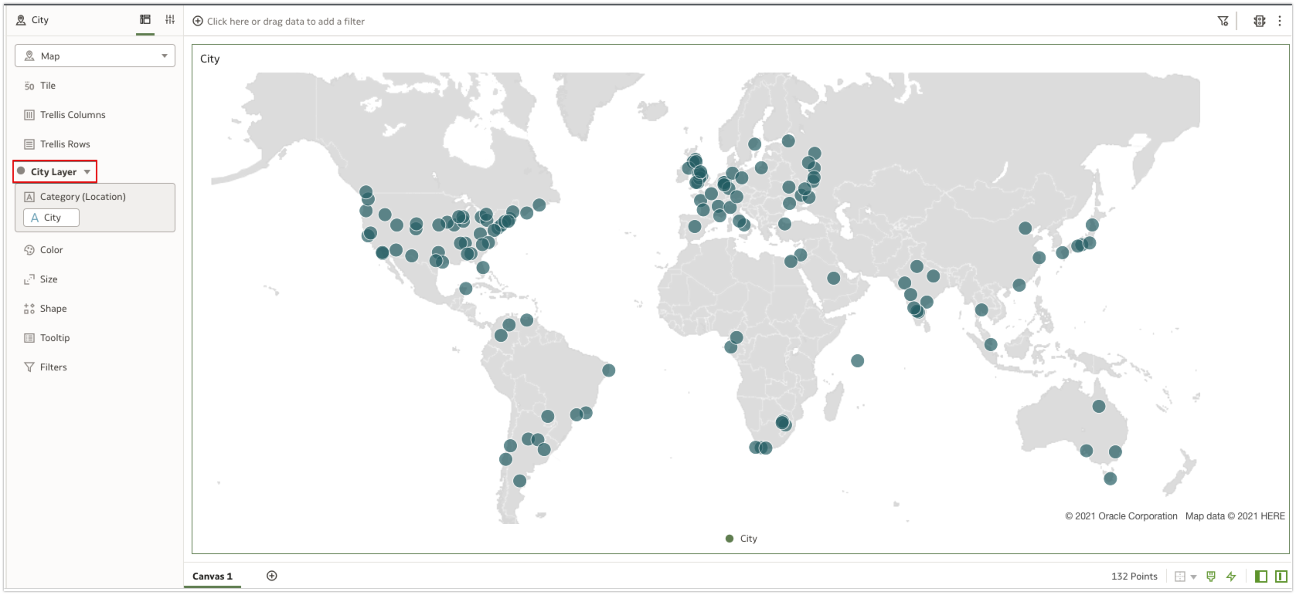 City
Click here or drag data to add a filter
Map
50 Tile
Trellis Columns
Trellis Rows
City Layer
A Category (Location)
A City
Color
Size
Shape
Tooltip
Filters
City
© 2021 Oracle Corporation Map data © 2021 HERE
City
Canvas 1
132 Points